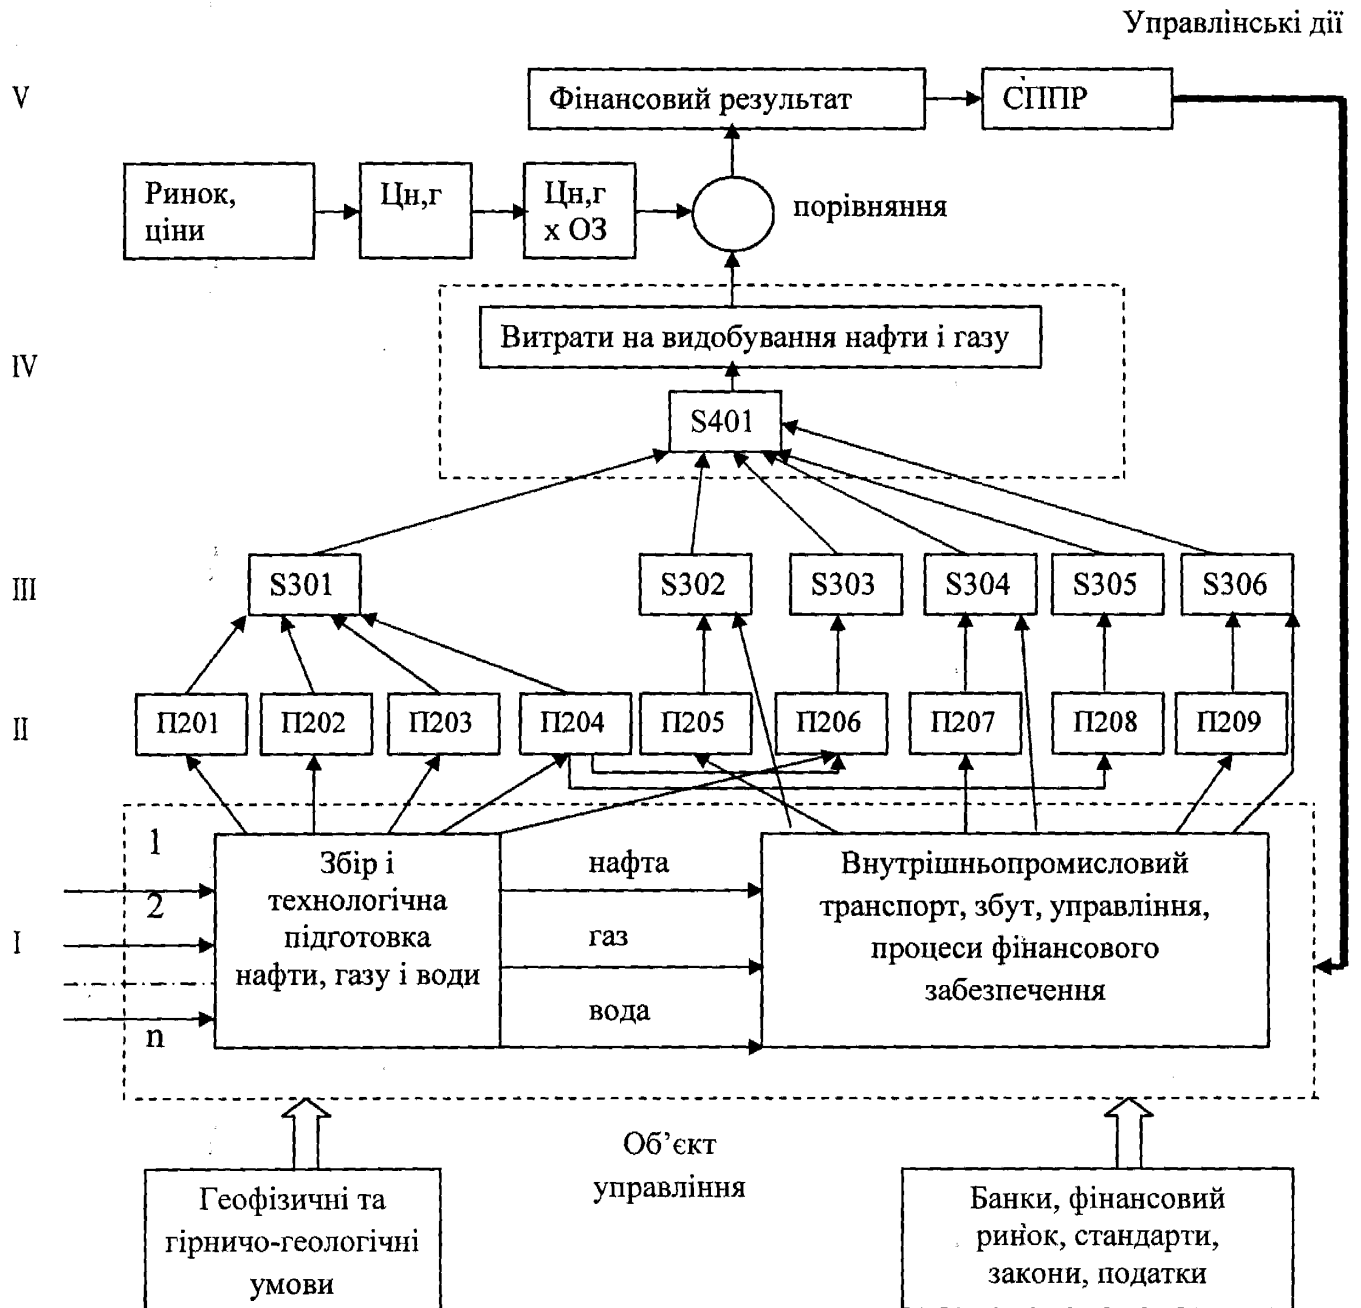 Управлінські дії
V
Фінансовий результат
СППР
Ринок,
ціни
Цн,г
Цн,г
х ОЗ
порівняння
Витрати на видобування нафти і газу
IV
S401
III
S301
S302
S303
S304
S305
S306
II
П201
П202
П203
П204
П205
П206
П207
П208
П209
I
1
2
n
Збір і
технологічна
підготовка
нафти, газу і води
нафта
газ
вода
Внутрішньопромисловий
транспорт, збут, управління,
процеси фінансового
забезпечення
Об’єкт
управління
Геофізичні та
гірничо-геологічні
умови
Банки, фінансовий
ринок, стандарти,
закони, податки